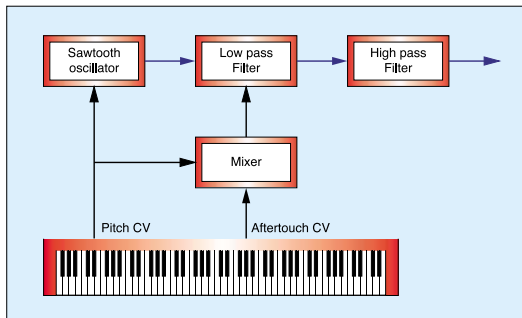 Sawtooth
oscillator
Low pass
Filter
High pass
Filter
Mixer
Pitch CV
Aftertouch CV